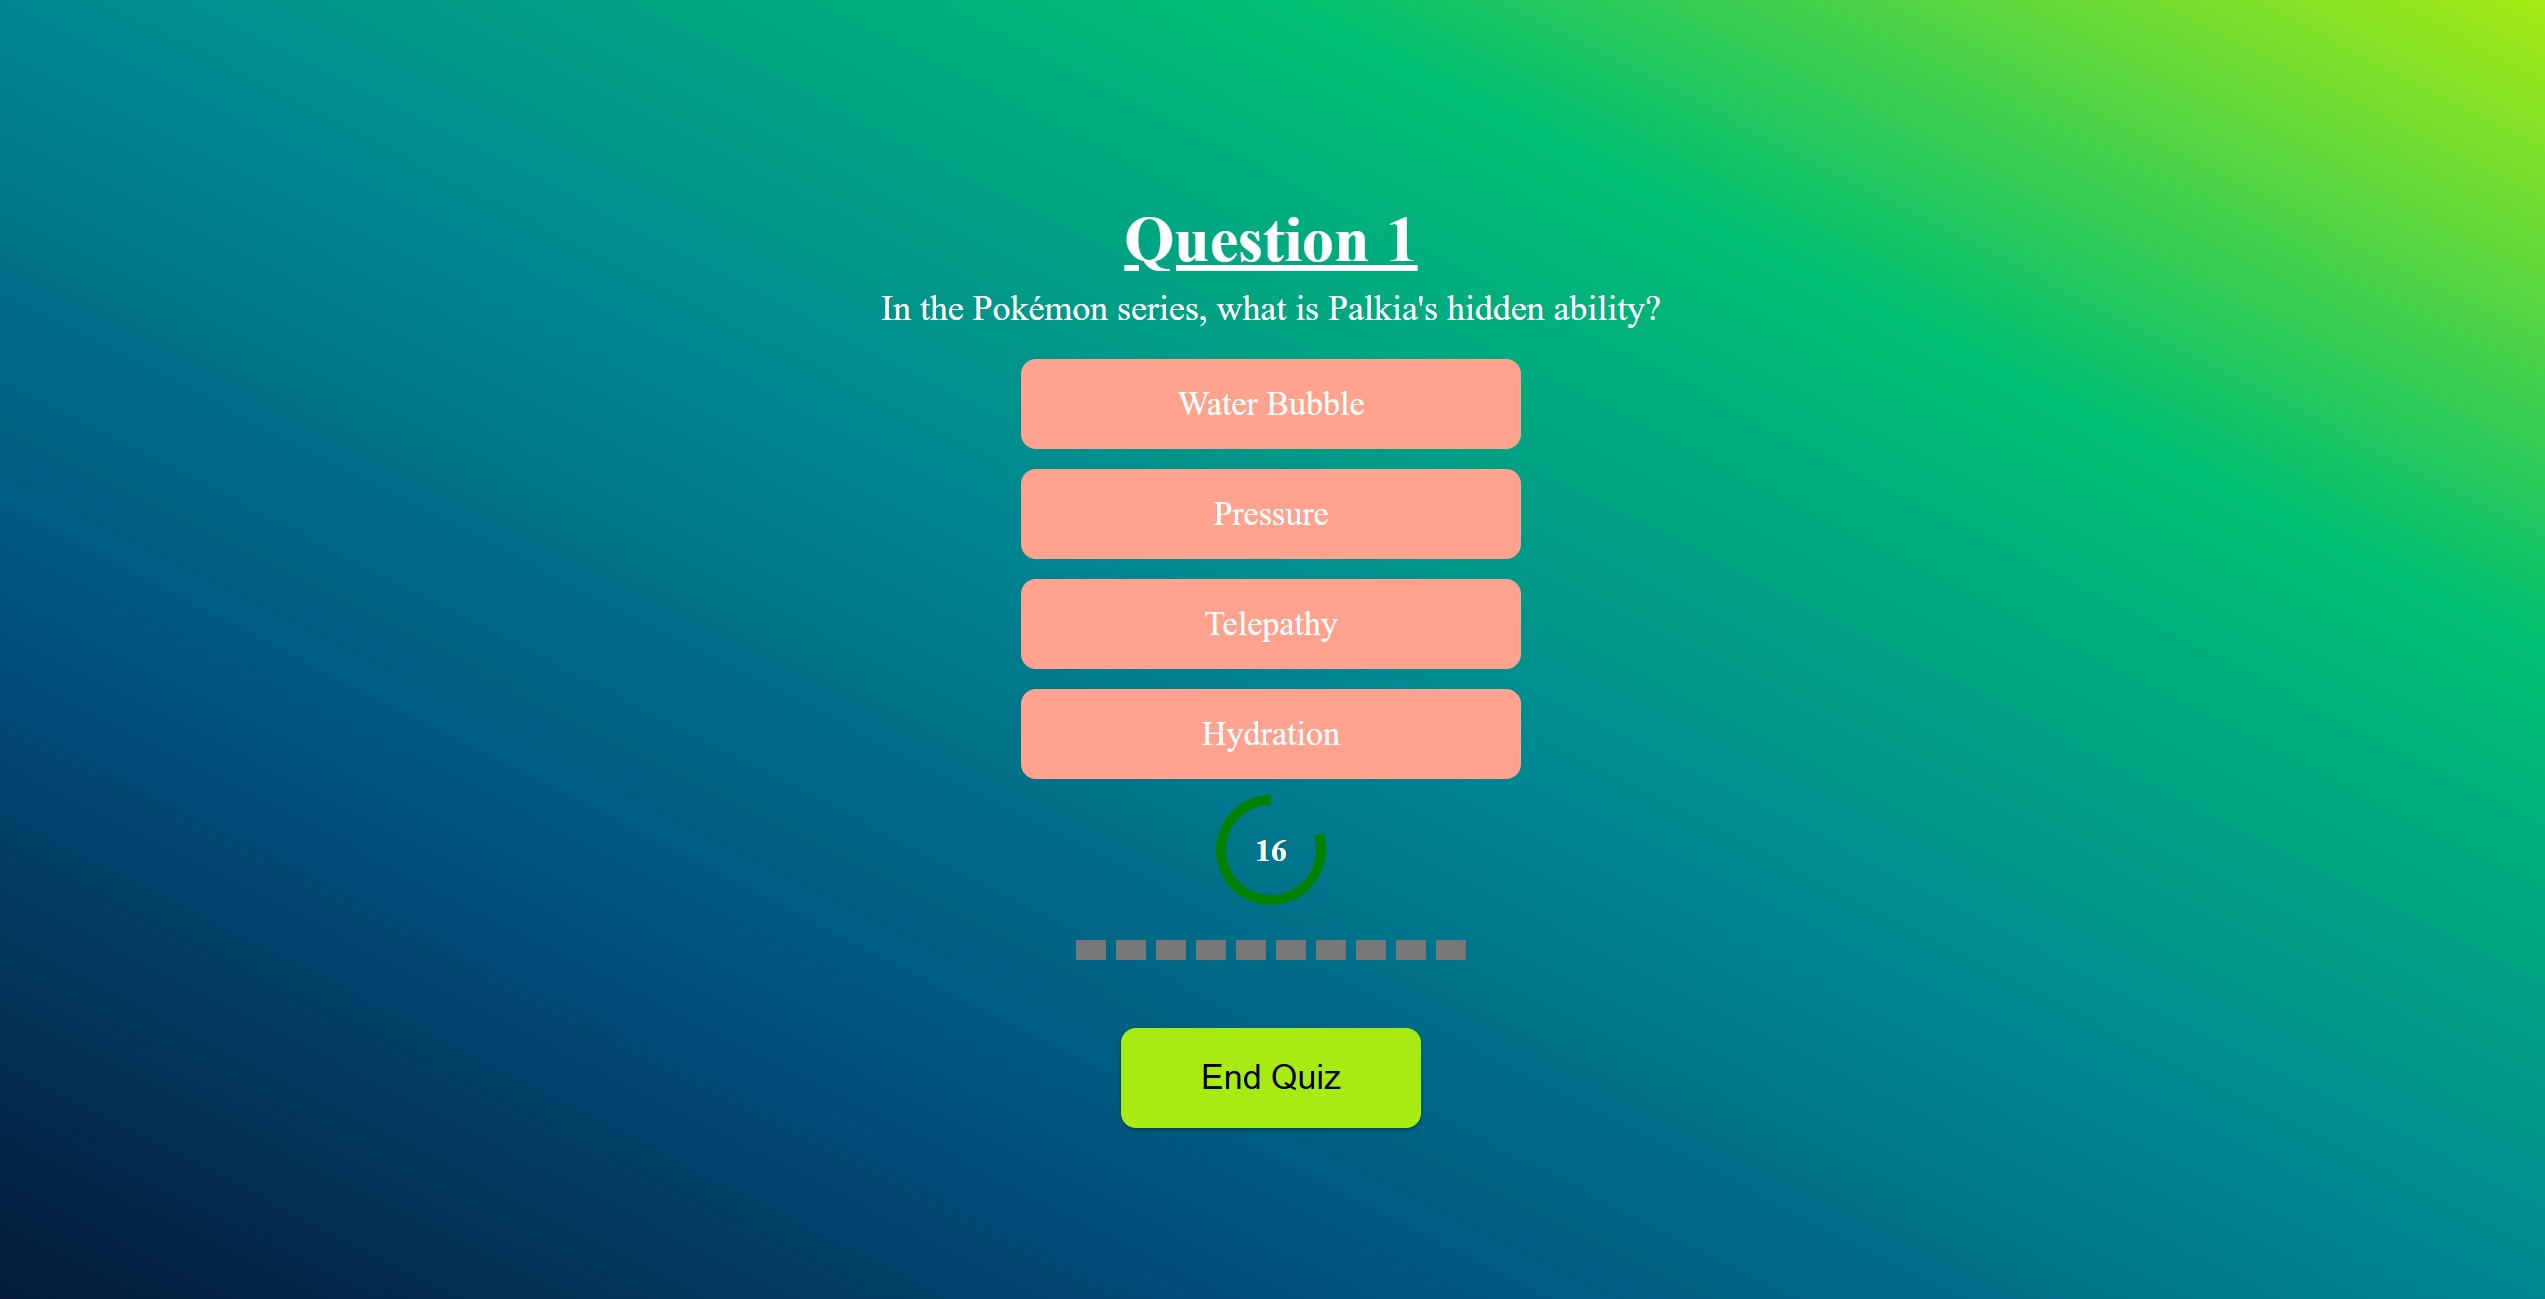 Question 1
In the Pokémon series, what is Palkia's hidden ability?
Water Bubble
Pressure
Telepathy
Hydration
16
End Quiz